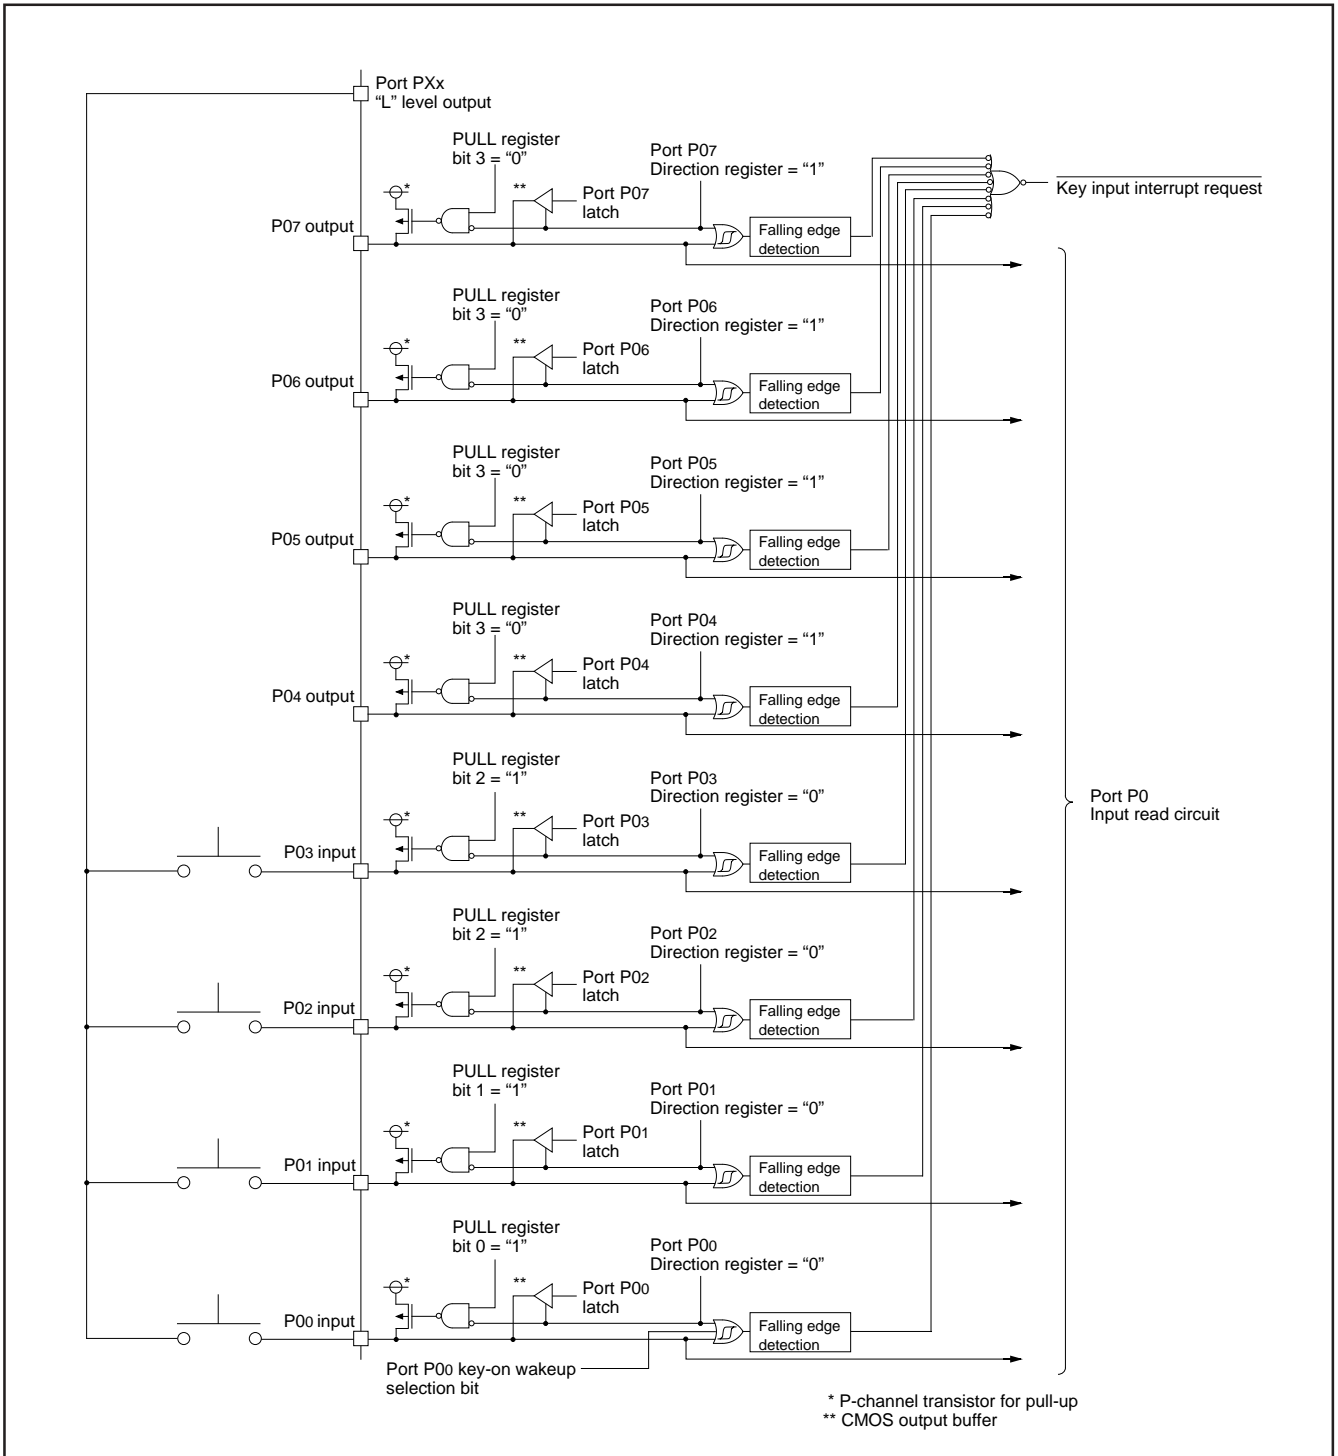 Port PXx
“L” level output
PULL register
bit 3 = “0”
Port P07
Direction register = “1”
*
**
Port P07
latch
Key input interrupt request
P07 output
Falling edge
detection
PULL register
bit 3 = “0”
Port P06
Direction register = “1”
*
**
Port P06
latch
P06 output
Falling edge
detection
PULL register
bit 3 = “0”
Port P05
Direction register = “1”
*
**
Port P05
latch
P05 output
Falling edge
detection
PULL register
bit 3 = “0”
Port P04
Direction register = “1”
*
**
Port P04
latch
P04 output
Falling edge
detection
PULL register
bit 2 = “1”
Port P03
Direction register = “0”
*
**
Port P03
latch
Port P0
Input read circuit
P03 input
Falling edge
detection
PULL register
bit 2 = “1”
Port P02
Direction register = “0”
*
**
Port P02
latch
P02 input
Falling edge
detection
PULL register
bit 1 = “1”
Port P01
Direction register = “0”
*
**
Port P01
latch
P01 input
Falling edge
detection
PULL register
bit 0 = “1”
Port P00
Direction register = “0”
*
**
Port P00
latch
P00 input
Falling edge
detection
Port P00 key-on wakeup
selection bit
* P-channel transistor for pull-up
** CMOS output buffer